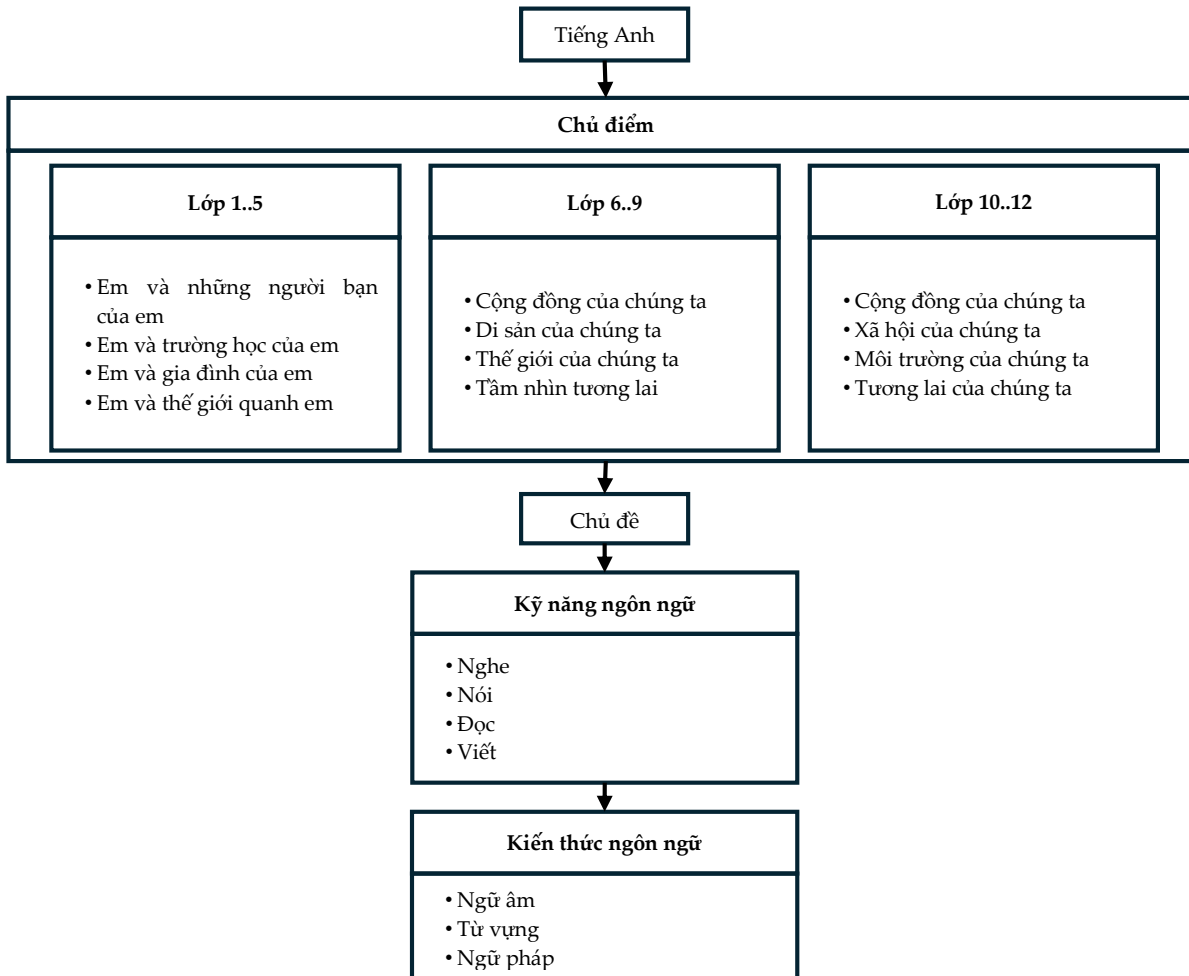 Tiếng Anh
Chủ điểm
Lớp 1..5
• Em và những người bạn
của em
• Em và trường học của em
• Em và gia đình của em
• Em và thế giới quanh em
Lớp 6..9
• Cộng đồng của chúng ta
• Di sản của chúng ta
• Thế giới của chúng ta
• Tầm nhìn tương lai
Lớp 10..12
• Cộng đồng của chúng ta
• Xã hội của chúng ta
• Môi trường của chúng ta
• Tương lai của chúng ta
Chủ đề
Kỹ năng ngôn ngữ
• Nghe
• Nói
• Đọc
• Viết
Kiến thức ngôn ngữ
• Ngữ âm
• Từ vựng
• Ngữ pháp